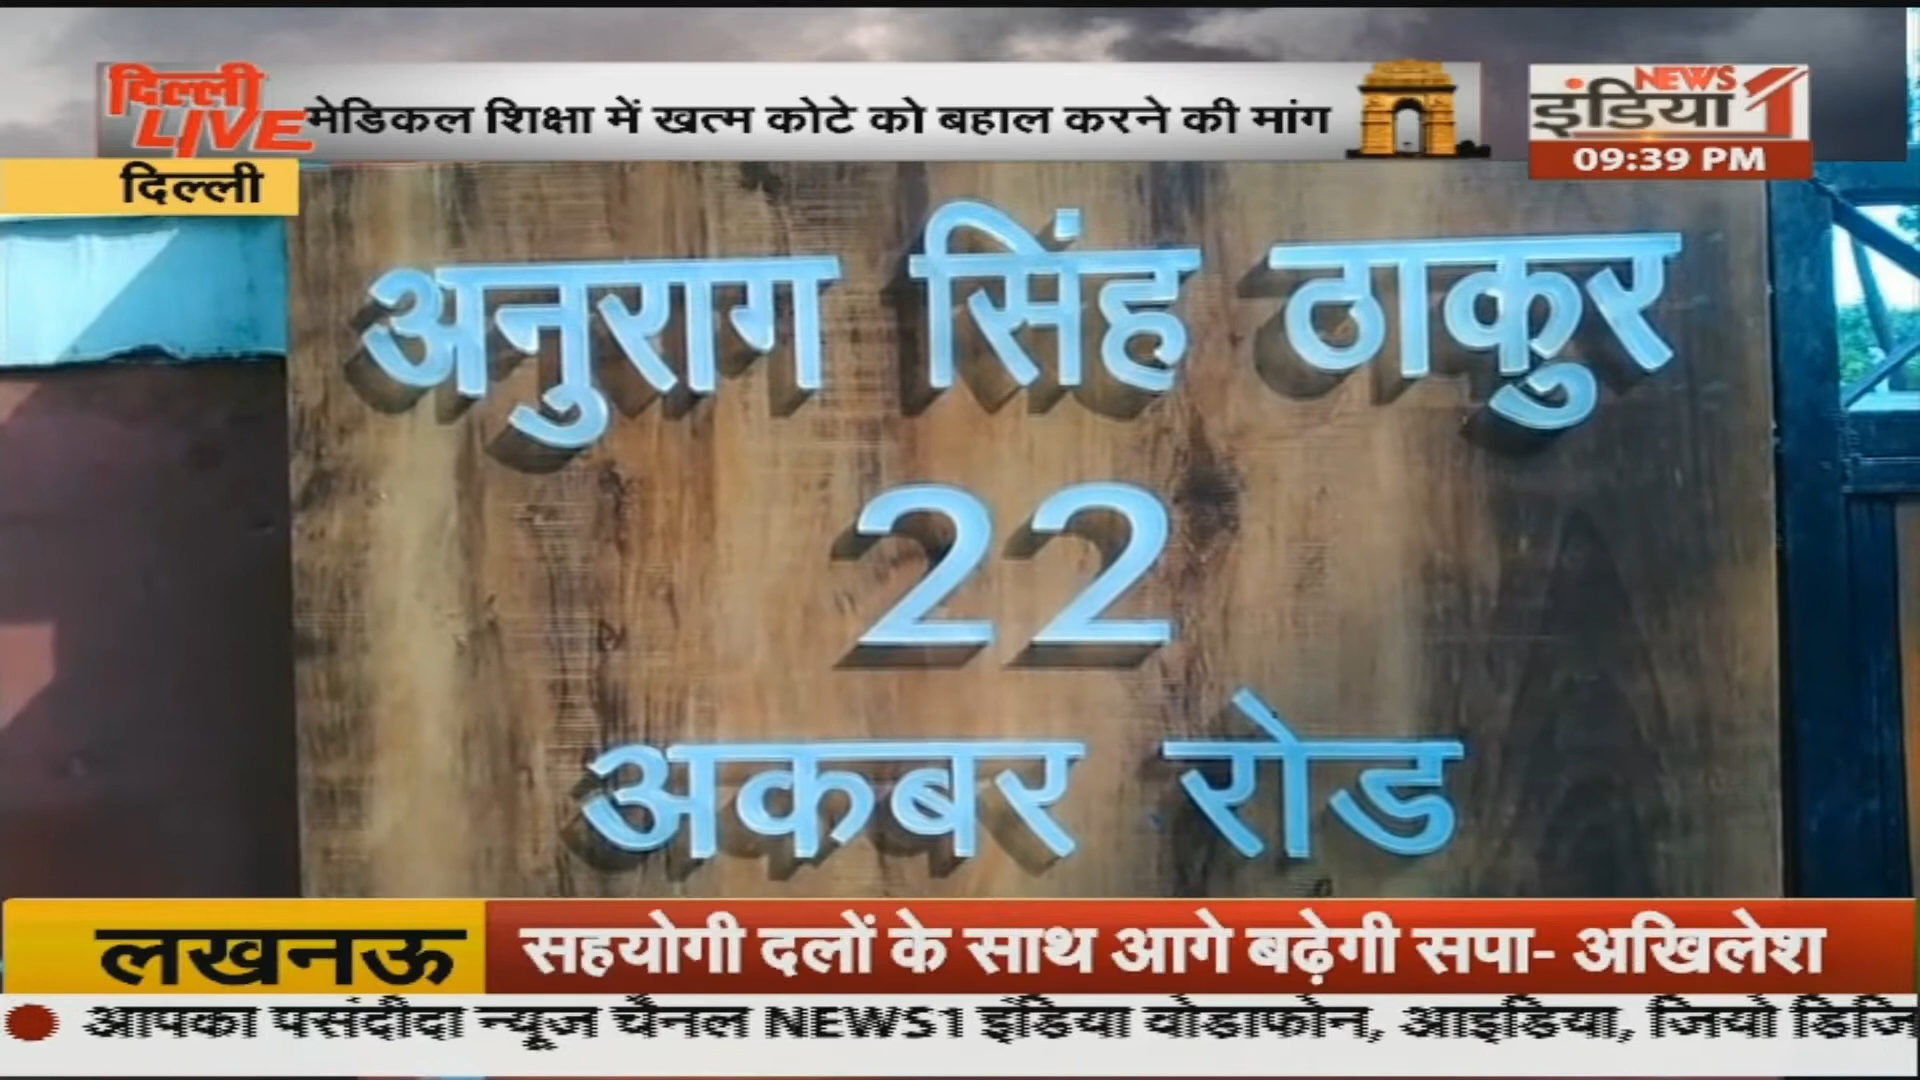 दिल्ली
LIVE
मेडिकल शिक्षा में खत्म कोटे को बहाल करने की मांग
NEWS
इंडिया 1
09:39 PM
दिल्ली
अनुराग सिंह ठाकुर
22
अकबर रोड
लखनऊ
सहयोगी दलों के साथ आगे बढ़ेगी सपा- अखिलेश
आपका पसंदीदा न्यूज चैनल NEWS1 इंडिया वोडाफोन, आइडिया, जियो डिजि